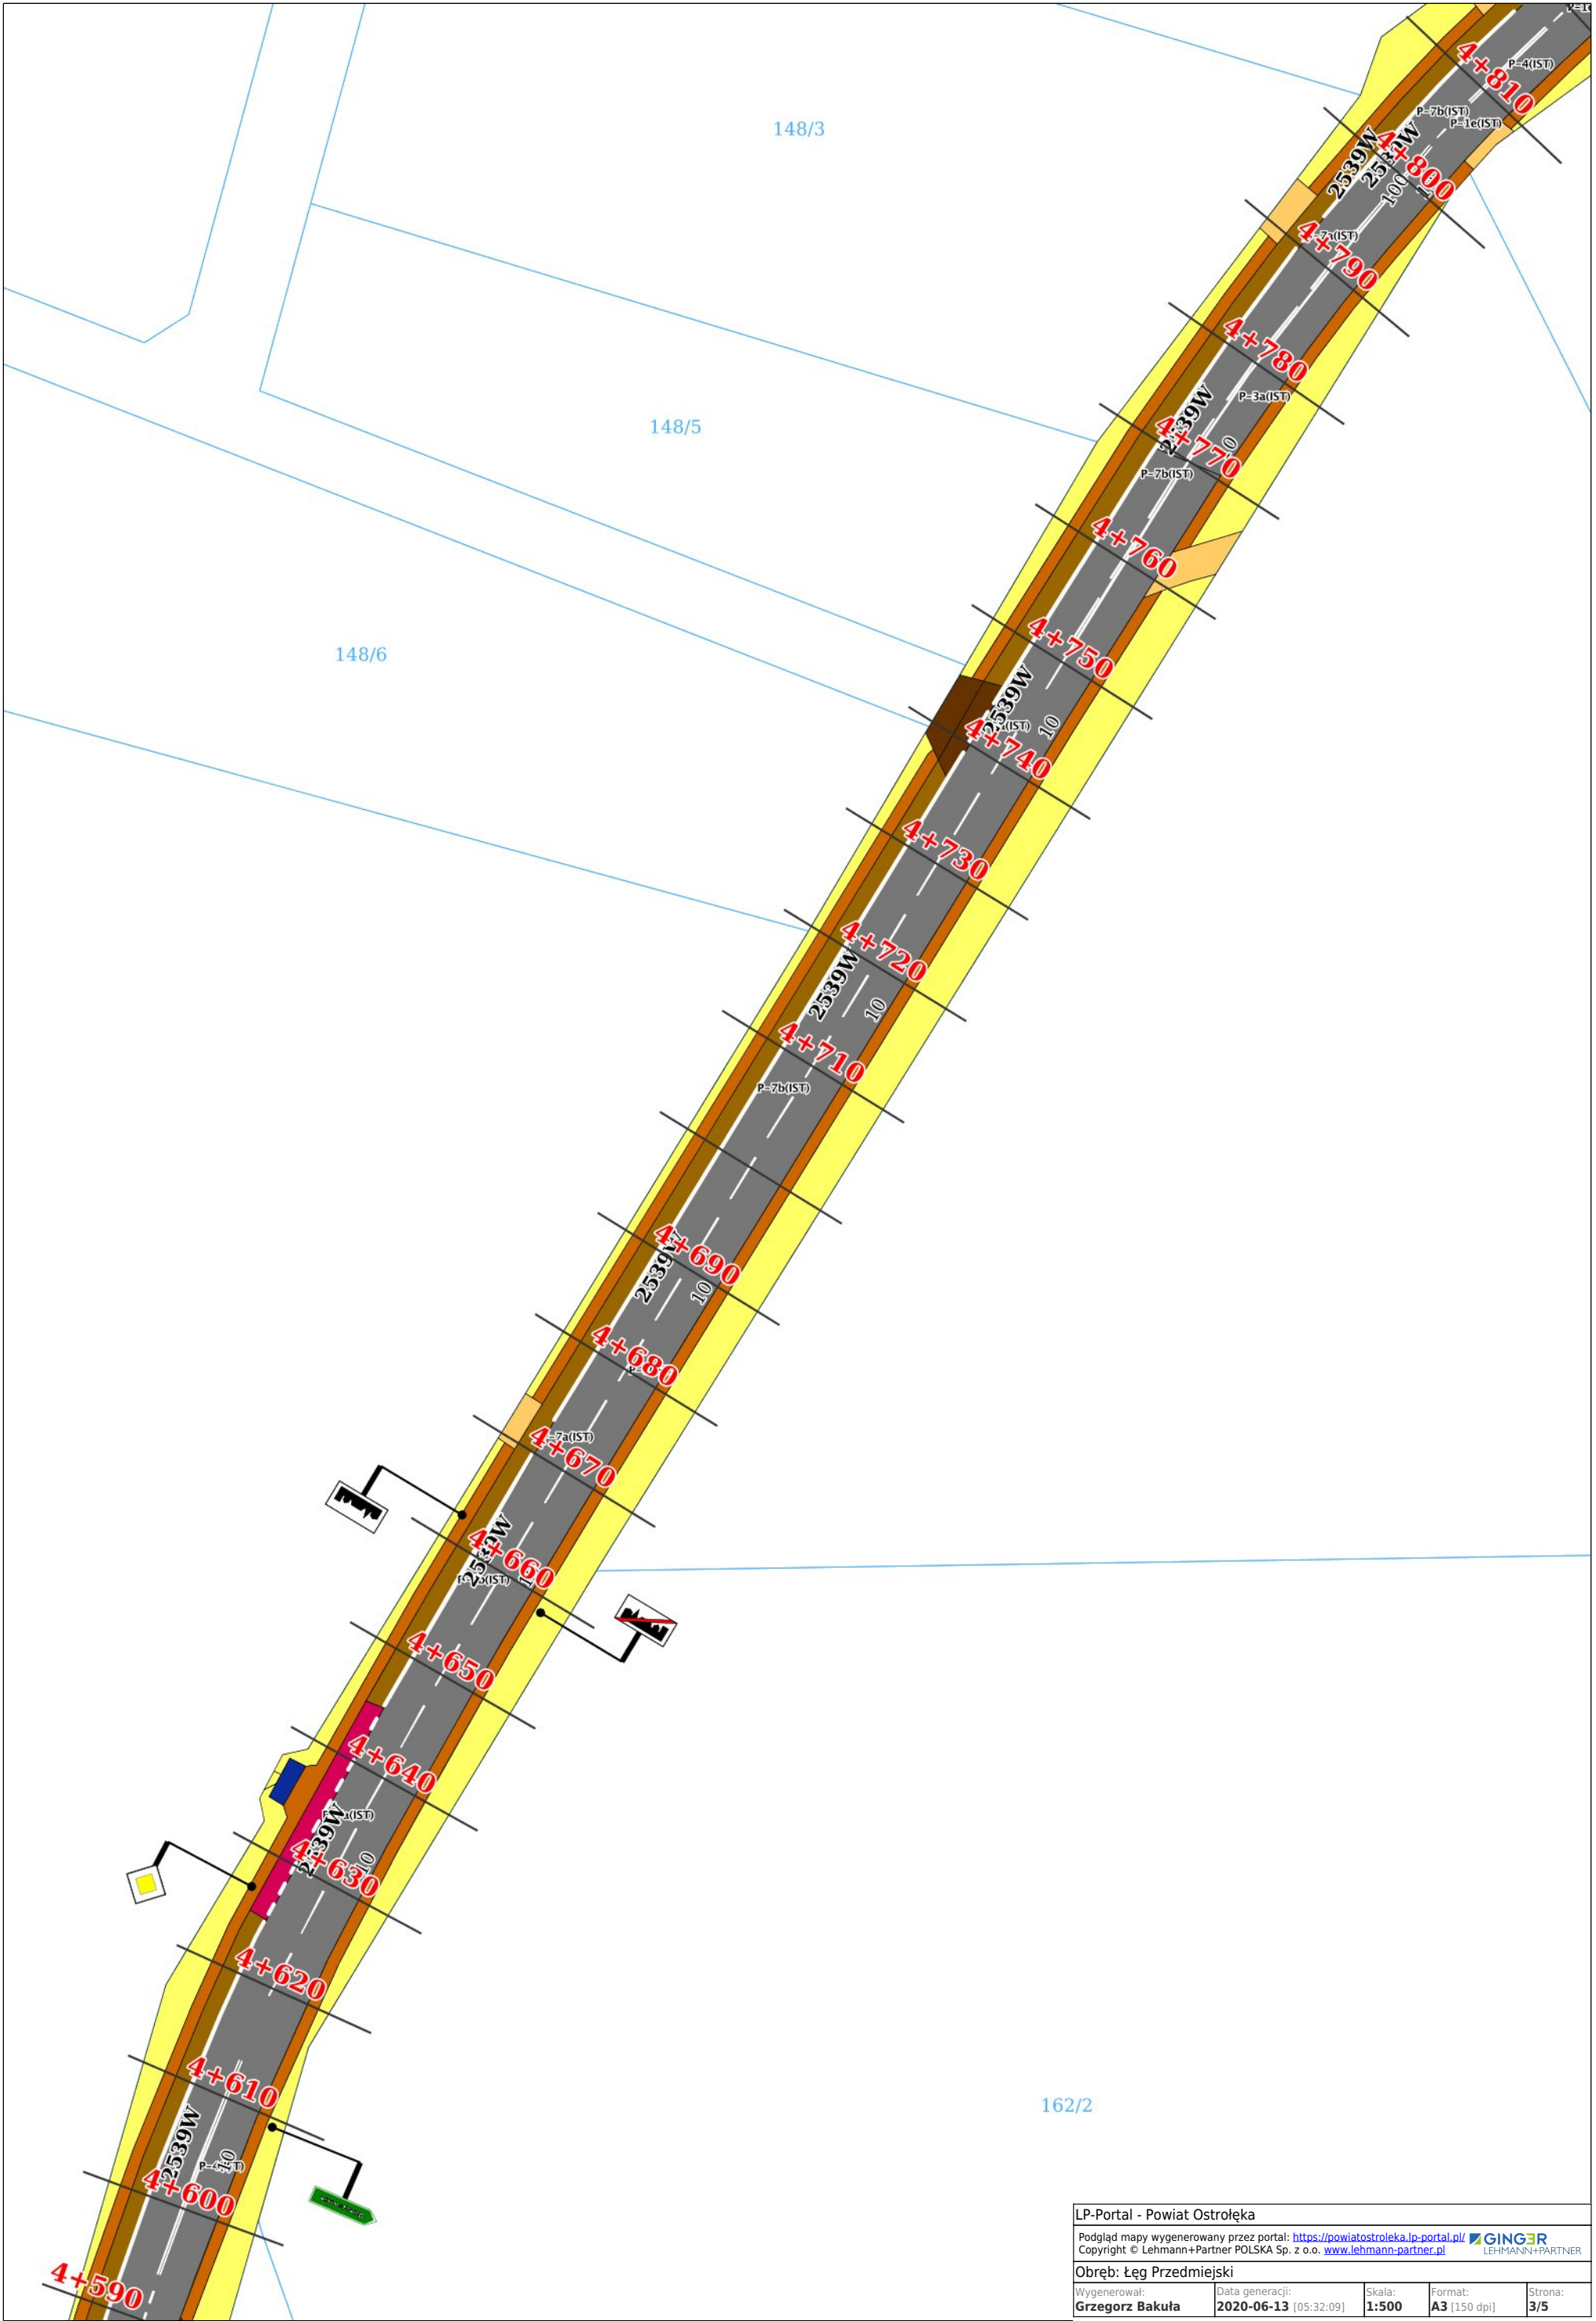 P-4(IST)
4+810
P-7b(IST)
P-1e(IST)
148/3
2539W
2539W
4+800
100
4+790
4+780
P-3a(IST)
2539W
4+770
148/5
P-7b(IST)
4+760
4+750
148/6
2539W
10
4+740
4+730
4+720
2539W
10
4+710
P-7b(IST)
4+690
2539W
10
4+680
4+670
2539W
4+660
4+650
4+640
2539W
10
4+630
4+620
4+610
162/2
2539W
10
4+600
4+590
LP-Portal - Powiat Ostrołęka
Podgląd mapy wygenerowany przez portal: https://powiatostroleka.lp-portal.pl/
Copyright © Lehmann+Partner POLSKA Sp. z o.o. www.lehmann-partner.pl
GINGER
LEHMANN+PARTNER
Obręb: Łęg Przedmiejski
Wygenerował: Data generacji: Skala: Format: Strona:
Grzegorz Bakuła 2020-06-13 [05:32:09] 1:500 A3 [150 dpi] 3/5